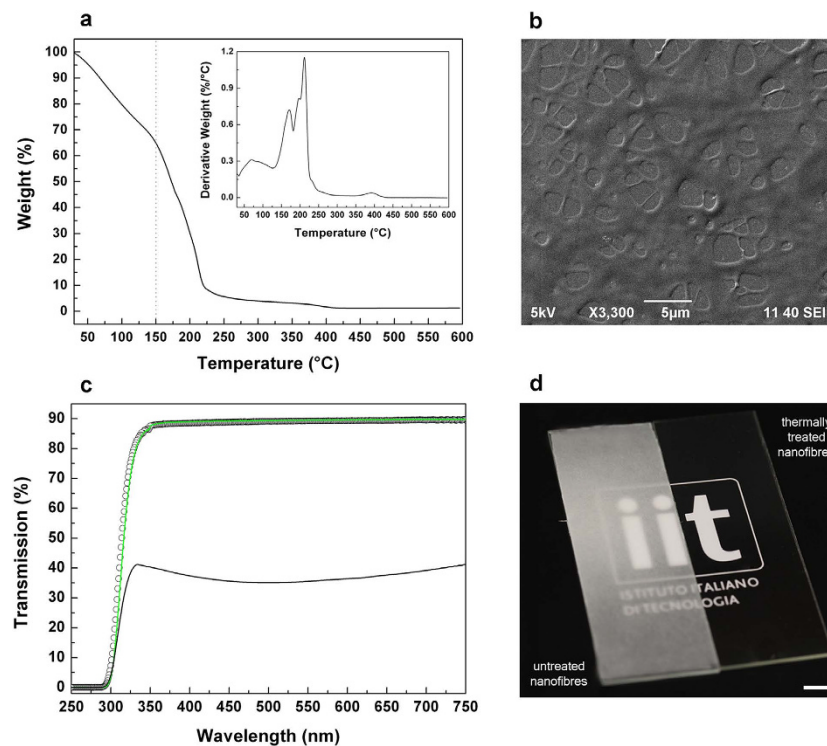 a
100
90
80
70
60
50
40
30
20
10
0
Weight (%)
50 100 150 200 250 300 350 400 450 500 550 600
Temperature (°C)
1.2
0.9
0.6
0.3
0.0
Derivative Weight (%/°C)
50 100 150 200 250 300 350 400 450 500 550 600
Temperature (°C)
b
5kV X3,300 5µm 11 40 SEI
c
90
80
70
60
50
40
30
20
10
0
Transmission (%)
250 300 350 400 450 500 550 600 650 700 750
Wavelength (nm)
d
thermally
treated
nanofibre
iit
ISTITUTO ITALIANO
DI TECNOLOGIA
untreated
nanofibres